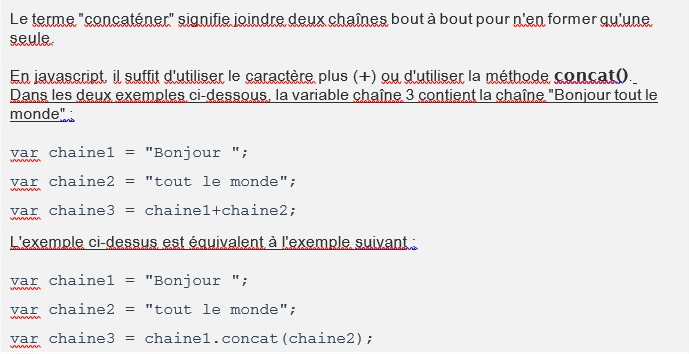 Le terme "concaténer" signifie joindre deux chaînes bout à bout pour n'en former qu'une
seule.
En javascript, il suffit d'utiliser le caractère plus (+) ou d'utiliser la méthode concat().
Dans les deux exemples ci-dessous, la variable chaîne 3 contient la chaîne "Bonjour tout le
monde" :
var chaine1 = "Bonjour ";
var chaine2 = "tout le monde";
var chaine3 = chaine1+chaine2;
L'exemple ci-dessus est équivalent à l'exemple suivant :
var chaine1 = "Bonjour ";
var chaine2 = "tout le monde";
var chaine3 = chaine1.concat(chaine2);